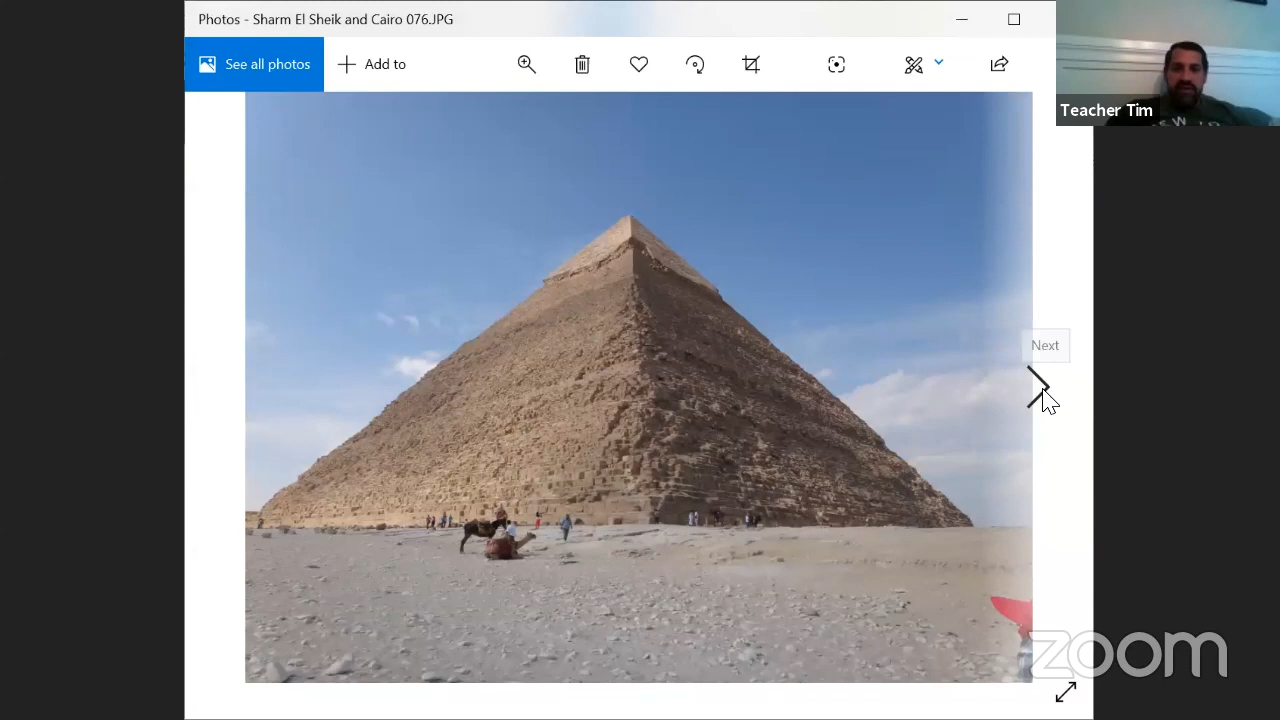 Photos - Sharm El Sheik and Cairo 076.JPG
See all photos
Add to
Teacher Tim
Next
zoom